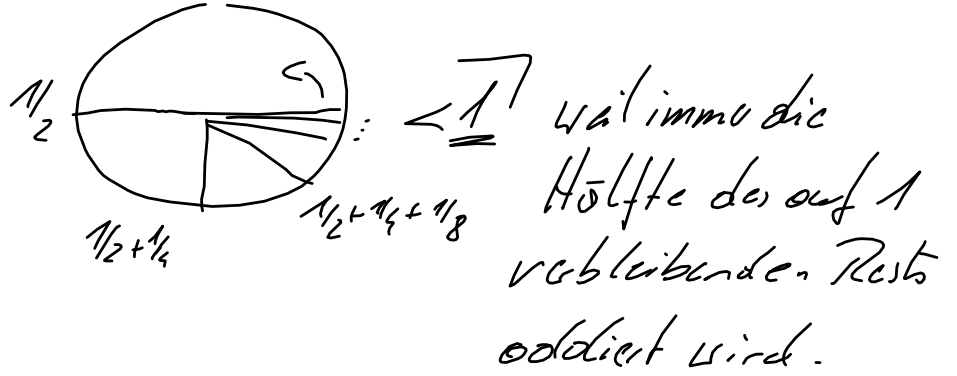 1/2
1/2 + 1/4
1/2 + 1/4 + 1/8
...
< 1
weil immer die
Hälfte des auf 1
verbleibenden Rests
addiert wird.